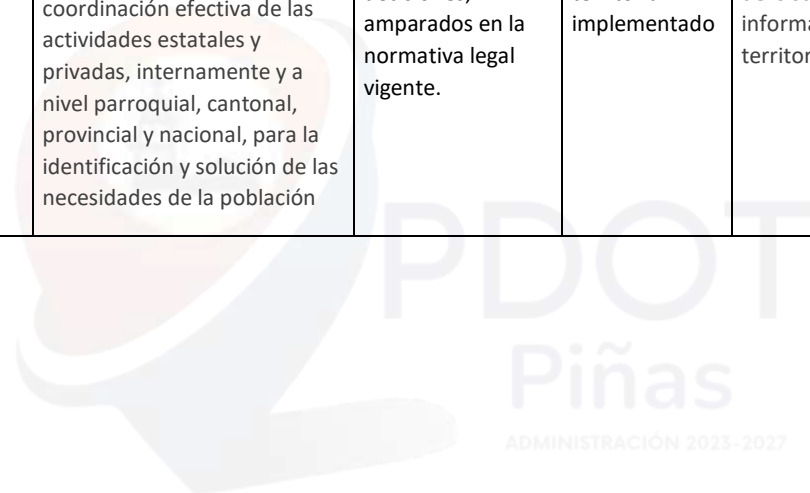 coordinación efectiva de las
actividades estatales y
privadas, internamente y a
nivel parroquial, cantonal,
provincial y nacional, para la
identificación y solución de las
necesidades de la población
amparados en la
normativa legal
vigente.
implementado
PDOT
Piñas
ADMINISTRACIÓN 2023-2027